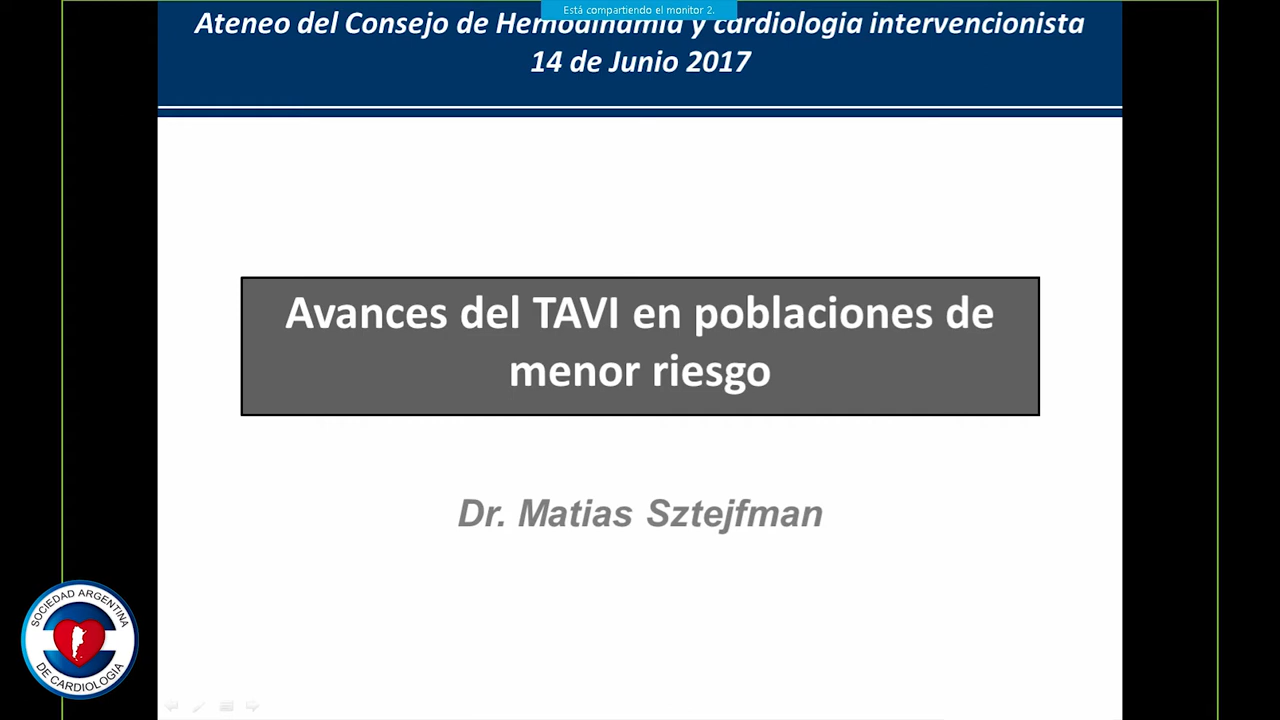 Está compartiendo el monitor 2.
Ateneo del Consejo de Hemodinamia y cardiologia intervencionista
14 de Junio 2017
Avances del TAVI en poblaciones de
menor riesgo
Dr. Matias Sztejfman
SOCIEDAD ARGENTINA
DE CARDIOLOGIA